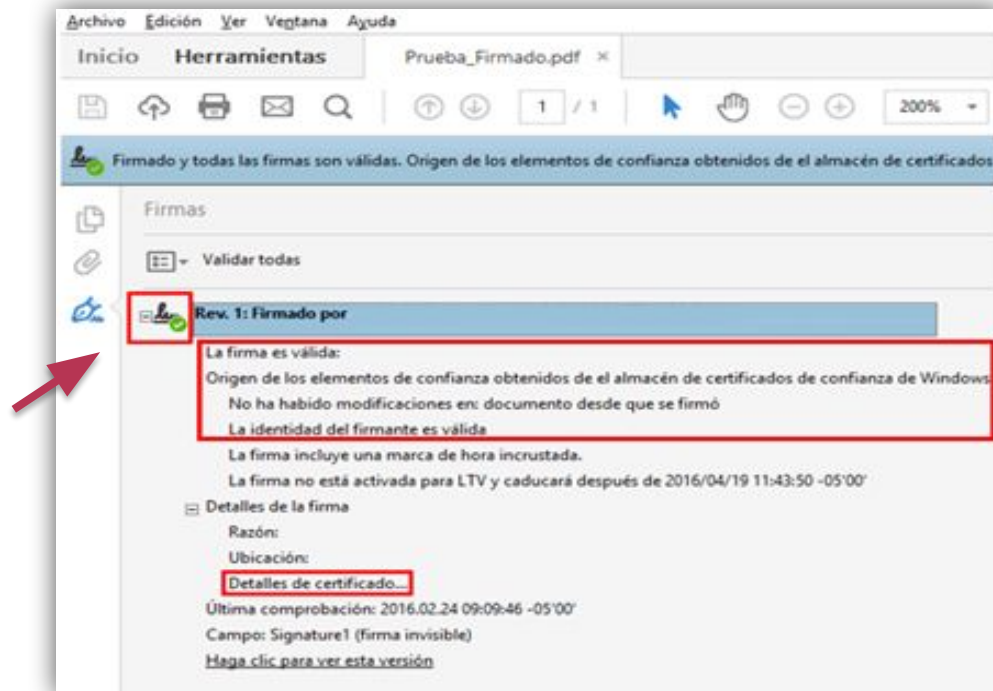 Archivo Edición Ver Ventana Ayuda
Inicio Herramientas Prueba_Firmado.pdf ×
1 / 1 200%
Firmado y todas las firmas son válidas. Origen de los elementos de confianza obtenidos de el almacén de certificados
Firmas
Validar todas
Rev. 1: Firmado por
La firma es válida:
Origen de los elementos de confianza obtenidos de el almacén de certificados de confianza de Windows
No ha habido modificaciones en: documento desde que se firmó
La identidad del firmante es válida
La firma incluye una marca de hora incrustada.
La firma no está activada para LTV y caducará después de 2016/04/19 11:43:50 -05'00'
Detalles de la firma
Razón:
Ubicación:
Detalles de certificado...
Última comprobación: 2016.02.24 09:09:46 -05'00'
Campo: Signature1 (firma invisible)
Haga clic para ver esta versión